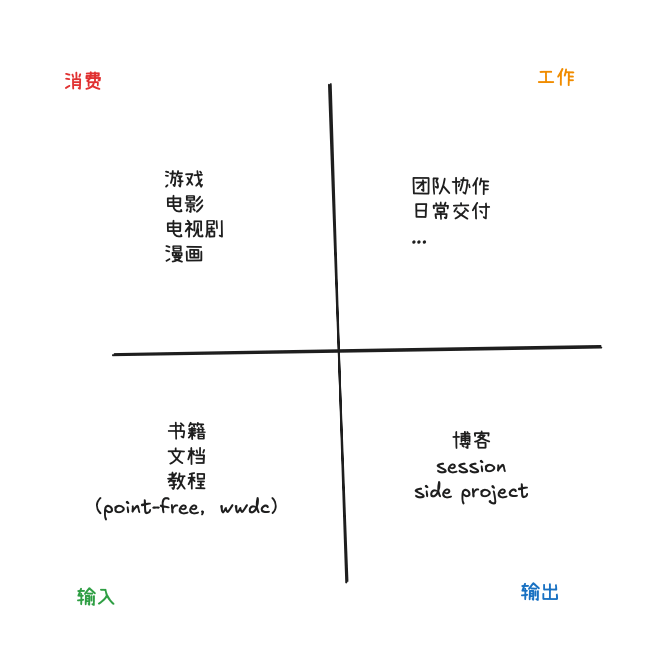 消费
工作
游戏
电影
电视剧
漫画
团队协作
日常交付
...
书籍
文档
教程
(point-free, wwdc)
博客
session
side project
输入
输出